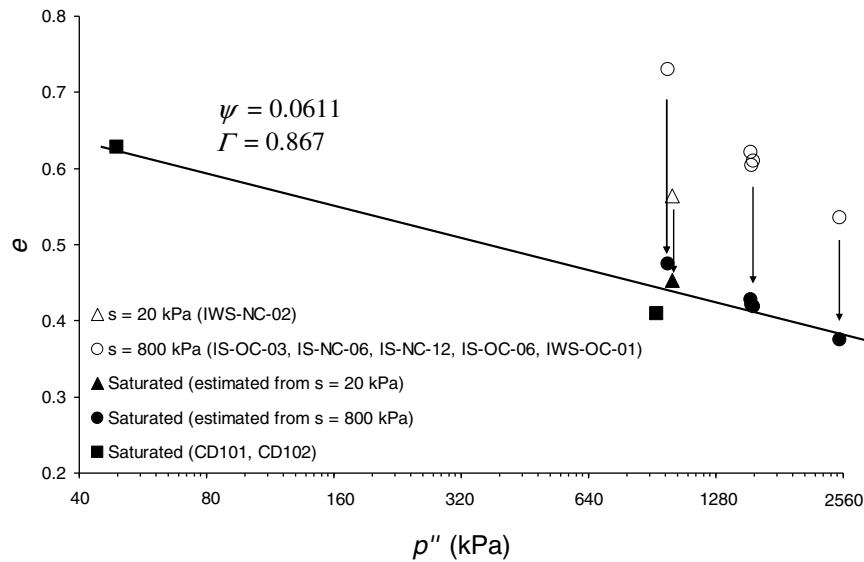 0.8
0.7
0.6
0.5
0.4
0.3
0.2
e
ψ = 0.0611
Γ = 0.867
s = 20 kPa (IWS-NC-02)
s = 800 kPa (IS-OC-03, IS-NC-06, IS-NC-12, IS-OC-06, IWS-OC-01)
Saturated (estimated from s = 20 kPa)
Saturated (estimated from s = 800 kPa)
Saturated (CD101, CD102)
40 80 160 320 640 1280 2560
p'' (kPa)